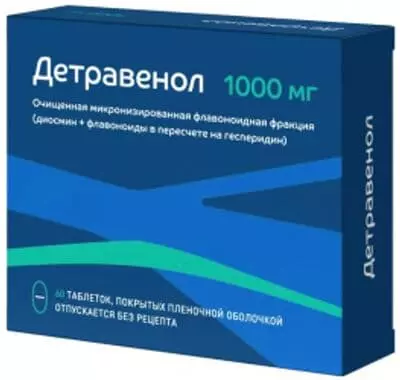 Детравенол 1000 мг
Очищенная микронизированная флавоноидная фракция
(диосмин + флавоноиды в пересчете на гесперидин)
60 ТАБЛЕТОК, ПОКРЫТЫХ ПЛЕНОЧНОЙ ОБОЛОЧКОЙ
ОТПУСКАЕТСЯ БЕЗ РЕЦЕПТА
Детравенол